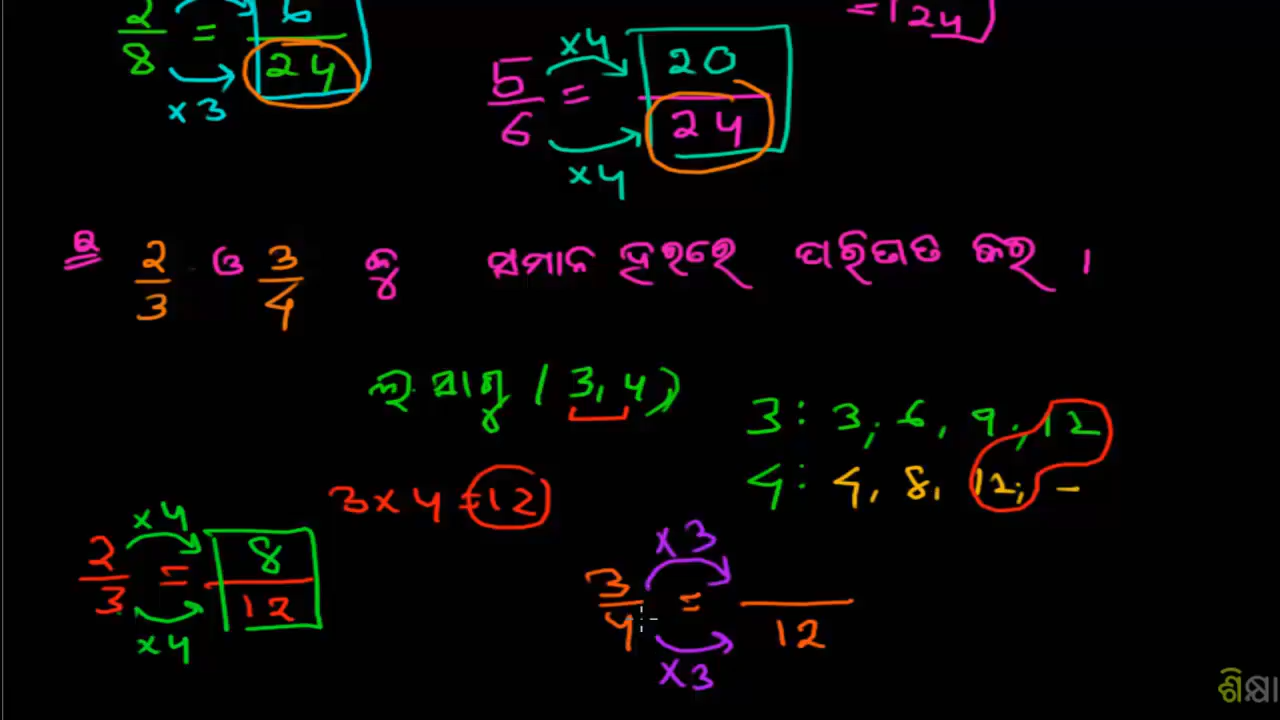 2/8 = 6/24
×3
5/6 = 20/24
×4
×4
= 24
ଉ 2/3 ଓ 3/4 କୁ ସମାନ ହରରେ ପରିଣତ କର ।
ଲ.ସା.ଗୁ (3, 4)
3 : 3, 6, 9, 12
4 : 4, 8, 12, –
3 × 4 = 12
×4
2/3 = 8/12
×4
×3
3/4 = /12
×3
ଶିକ୍ଷା